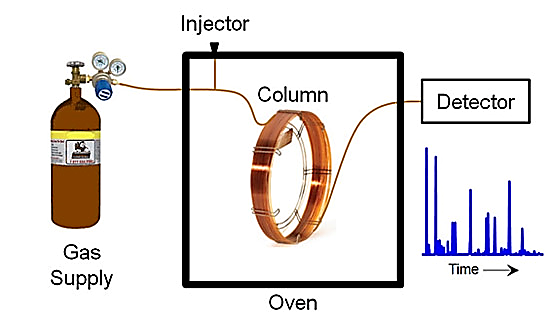 Injector
Column
Detector
Gas
Supply
Time
Oven